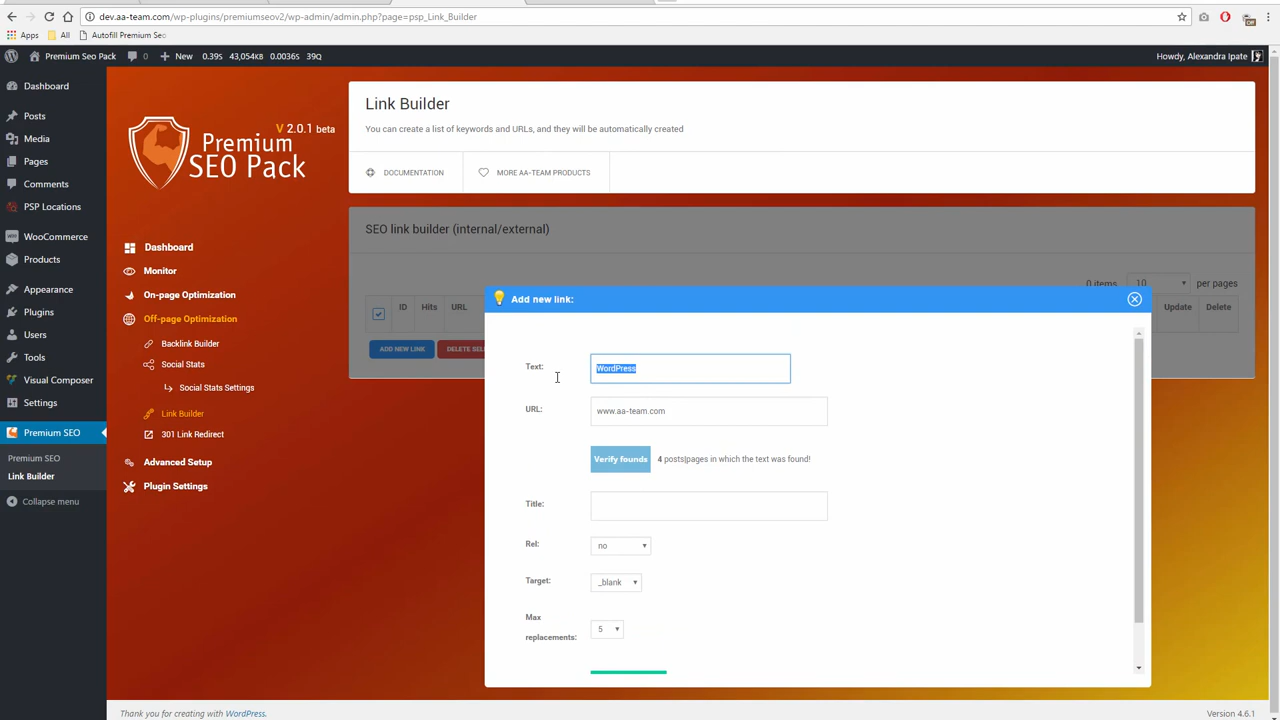 dev.aa-team.com/wp-plugins/premiumseov2/wp-admin/admin.php?page=psp_Link_Builder
Apps All Autofill Premium Seo
Premium Seo Pack 0 New 0.39S 43,054KB 0.0036S 39Q Howdy, Alexandra Ipate
Dashboard
Posts
Media
Pages
Comments
PSP Locations
WooCommerce
Products
Appearance
Plugins
Users
Tools
Visual Composer
Settings
Premium SEO
Premium SEO
Link Builder
Collapse menu
V 2.0.1 beta
Premium
SEO Pack
Dashboard
Monitor
On-page Optimization
Off-page Optimization
Backlink Builder
Social Stats
Social Stats Settings
Link Builder
301 Link Redirect
Advanced Setup
Plugin Settings
Link Builder
You can create a list of keywords and URLs, and they will be automatically created
DOCUMENTATION MORE AA-TEAM PRODUCTS
SEO link builder (internal/external)
0 items 10 per pages
ID Hits URL Update Delete
ADD NEW LINK DELETE SEL
Add new link:
Text: WordPress
URL: www.aa-team.com
Verify founds 4 posts|pages in which the text was found!
Title:
Rel: no
Target: _blank
Max
replacements: 5
Thank you for creating with WordPress. Version 4.6.1